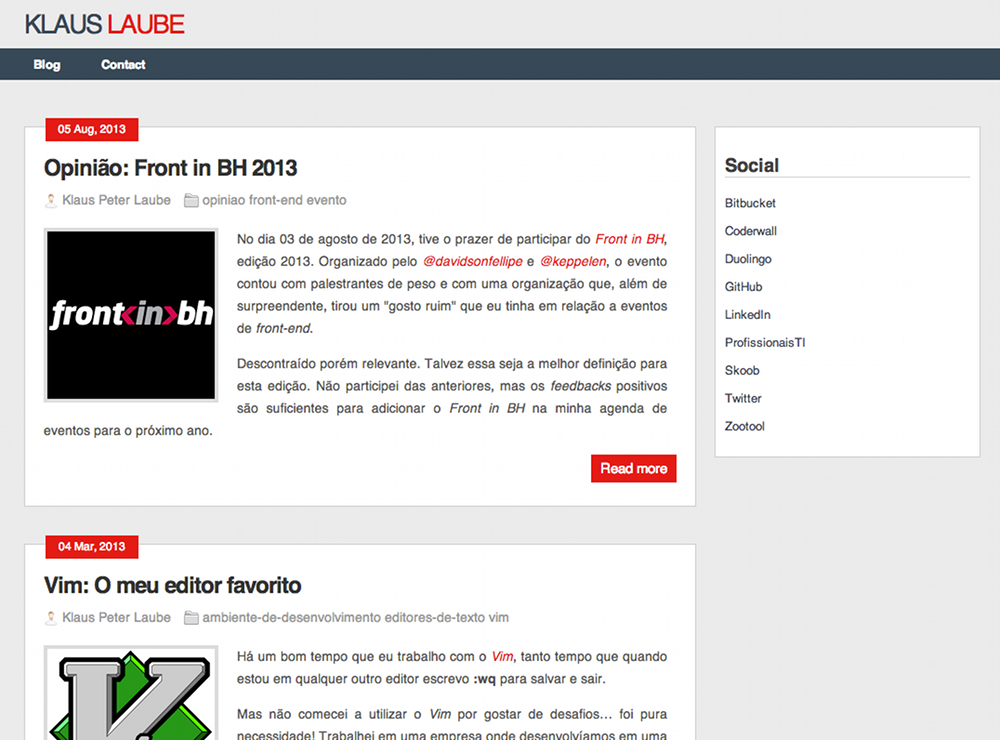 KLAUS LAUBE
Blog Contact
05 Aug, 2013
Opinião: Front in BH 2013
Klaus Peter Laube opiniao front-end evento
front<in>bh
No dia 03 de agosto de 2013, tive o prazer de participar do Front in BH,
edição 2013. Organizado pelo @davidsonfellipe e @keppelen, o evento
contou com palestrantes de peso e com uma organização que, além de
surpreendente, tirou um "gosto ruim" que eu tinha em relação a eventos
de front-end.
Descontraído porém relevante. Talvez essa seja a melhor definição para
esta edição. Não participei das anteriores, mas os feedbacks positivos
são suficientes para adicionar o Front in BH na minha agenda de
eventos para o próximo ano.
Read more
04 Mar, 2013
Vim: O meu editor favorito
Klaus Peter Laube ambiente-de-desenvolvimento editores-de-texto vim
Há um bom tempo que eu trabalho com o Vim, tanto tempo que quando
estou em qualquer outro editor escrevo :wq para salvar e sair.
Mas não comecei a utilizar o Vim por gostar de desafios... foi pura
necessidade! Trabalhei em uma empresa onde desenvolvíamos em uma
Social
Bitbucket
Coderwall
Duolingo
GitHub
LinkedIn
ProfissionaisTI
Skoob
Twitter
Zootool